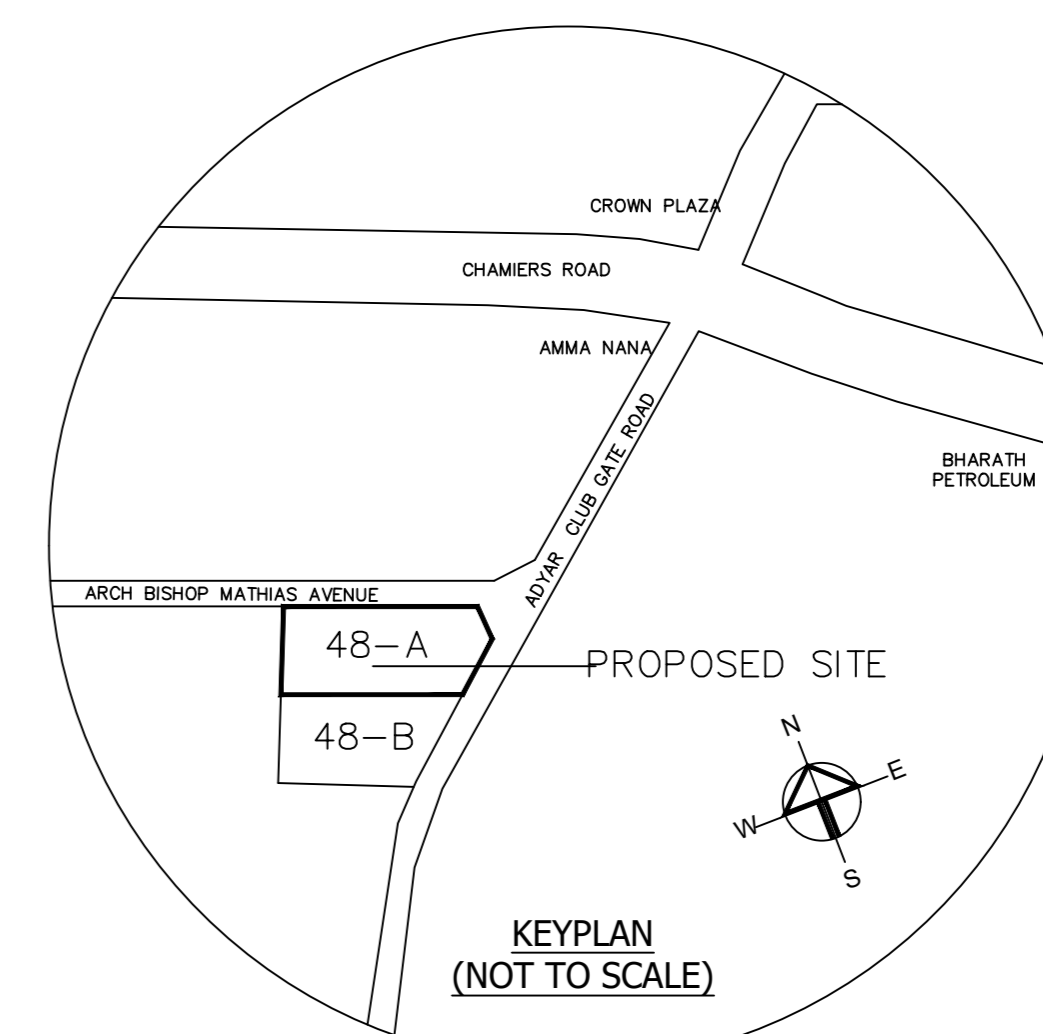 CROWN PLAZA
CHAMIERS ROAD
AMMA NANA
ADYAR CLUB GATE ROAD
BHARATH
PETROLEUM
ARCH BISHOP MATHIAS AVENUE
48-A
PROPOSED SITE
48-B
N
E
W
S
KEYPLAN
(NOT TO SCALE)